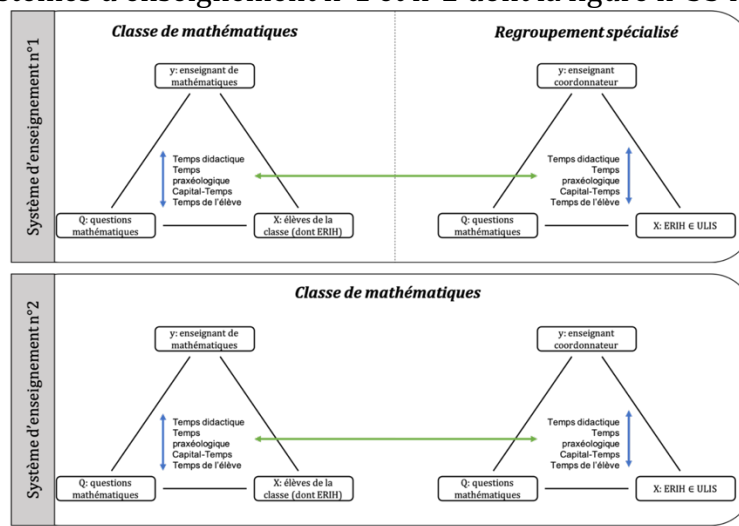 Système d'enseignement n°1
Classe de mathématiques
Regroupement spécialisé
y: enseignant de
mathématiques
y: enseignant
coordonnateur
Temps didactique
Temps
praxéologique
Capital-Temps
Temps de l'élève
Temps didactique
Temps
praxéologique
Capital-Temps
Temps de l'élève
Q: questions
mathématiques
X: élèves de la
classe (dont ERIH)
Q: questions
mathématiques
X: ERIH ∈ ULIS
Système d'enseignement n°2
Classe de mathématiques
y: enseignant de
mathématiques
y: enseignant
coordonnateur
Temps didactique
Temps
praxéologique
Capital-Temps
Temps de l'élève
Temps didactique
Temps
praxéologique
Capital-Temps
Temps de l'élève
Q: questions
mathématiques
X: élèves de la
classe (dont ERIH)
Q: questions
mathématiques
X: ERIH ∈ ULIS